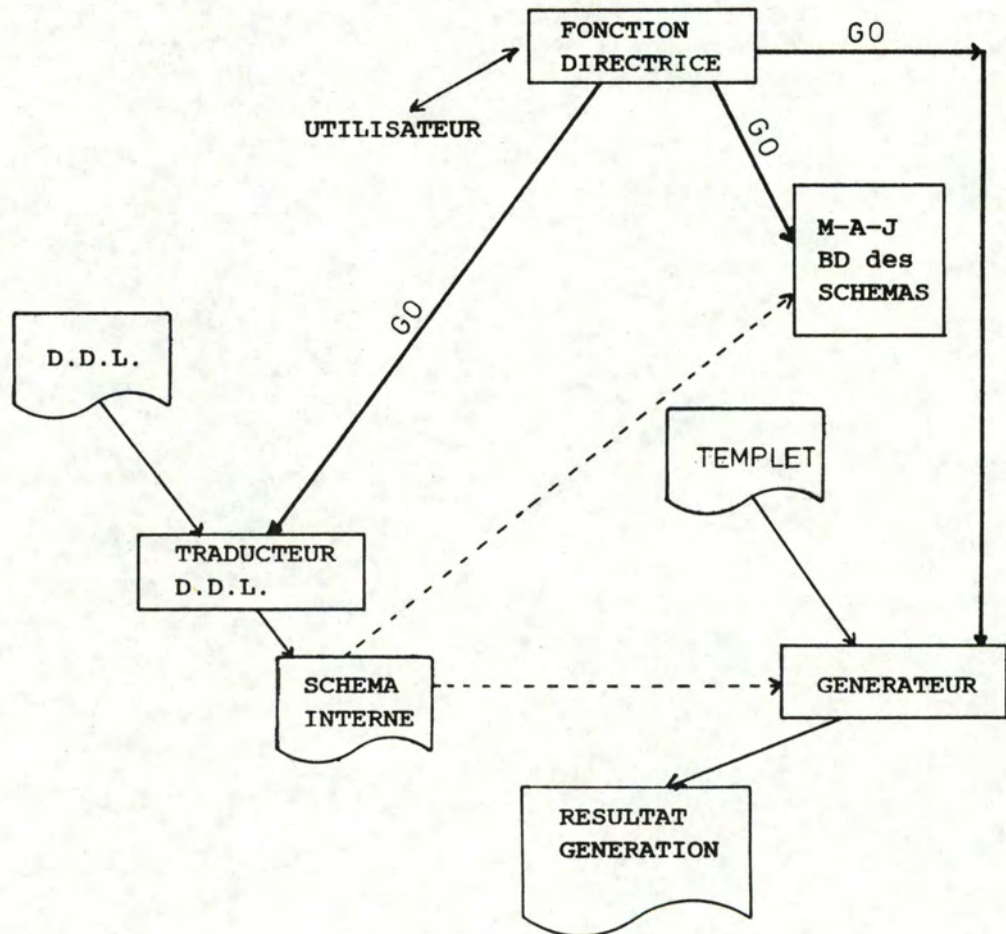 FONCTION
DIRECTRICE
GO
UTILISATEUR
GO
M-A-J
BD des
SCHEMAS
GO
D.D.L.
TEMPLET
TRADUCTEUR
D.D.L.
SCHEMA
INTERNE
GENERATEUR
RESULTAT
GENERATION